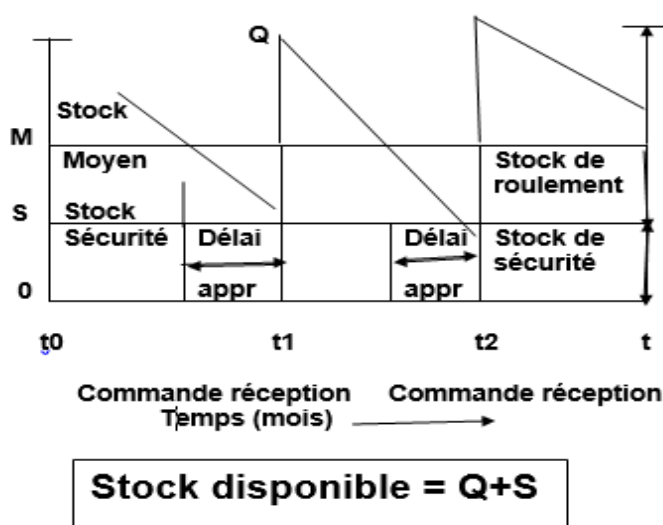 Q
Stock
M
Moyen
Stock de
roulement
S
Stock
Sécurité
Délai
appr
Délai
appr
Stock de
sécurité
0
t0
t1
t2
t
Commande réception
Commande réception
Temps (mois)
Stock disponible = Q+S